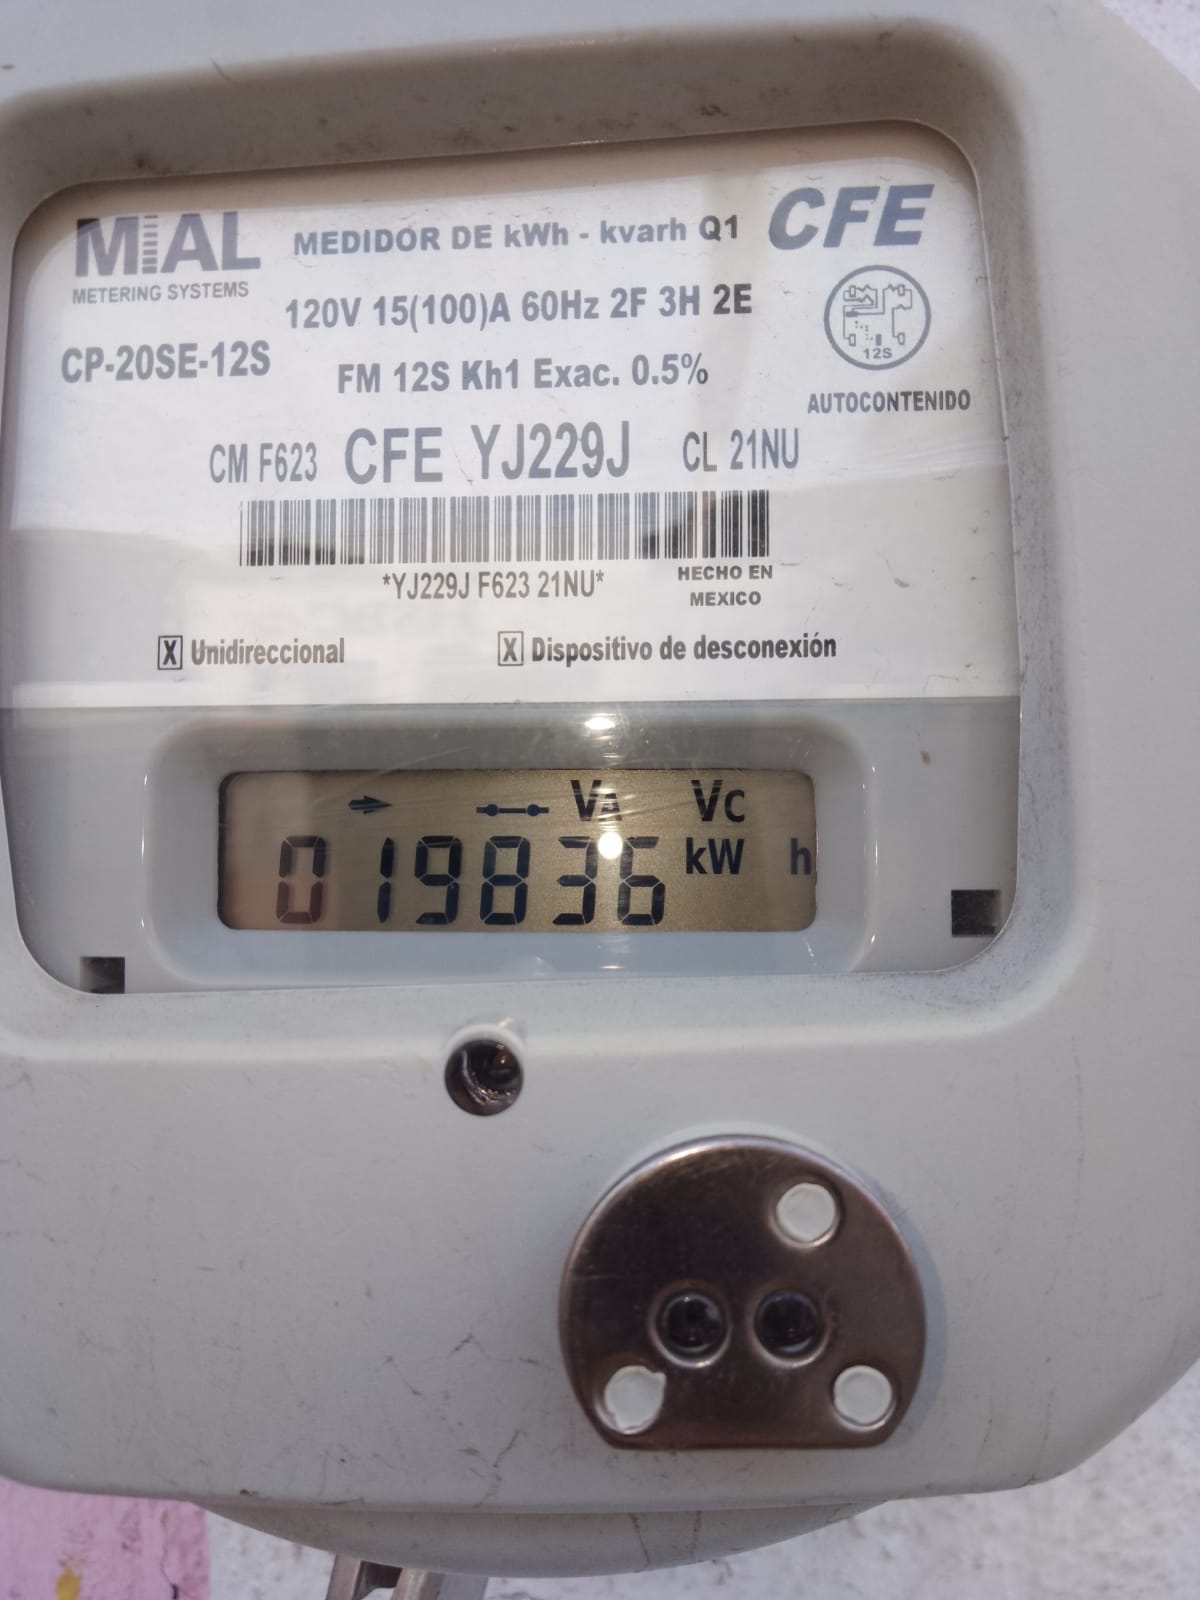 MIAL
METERING SYSTEMS
MEDIDOR DE kWh - kvarh Q1
CFE
120V 15(100)A 60Hz 2F 3H 2E
CP-20SE-12S
FM 12S Kh1 Exac. 0.5%
12S
AUTOCONTENIDO
CM F623 CFE YJ229J CL 21NU
*YJ229J F623 21NU*
HECHO EN
MEXICO
X Unidireccional
X Dispositivo de desconexión
VA VC
019836 kW h